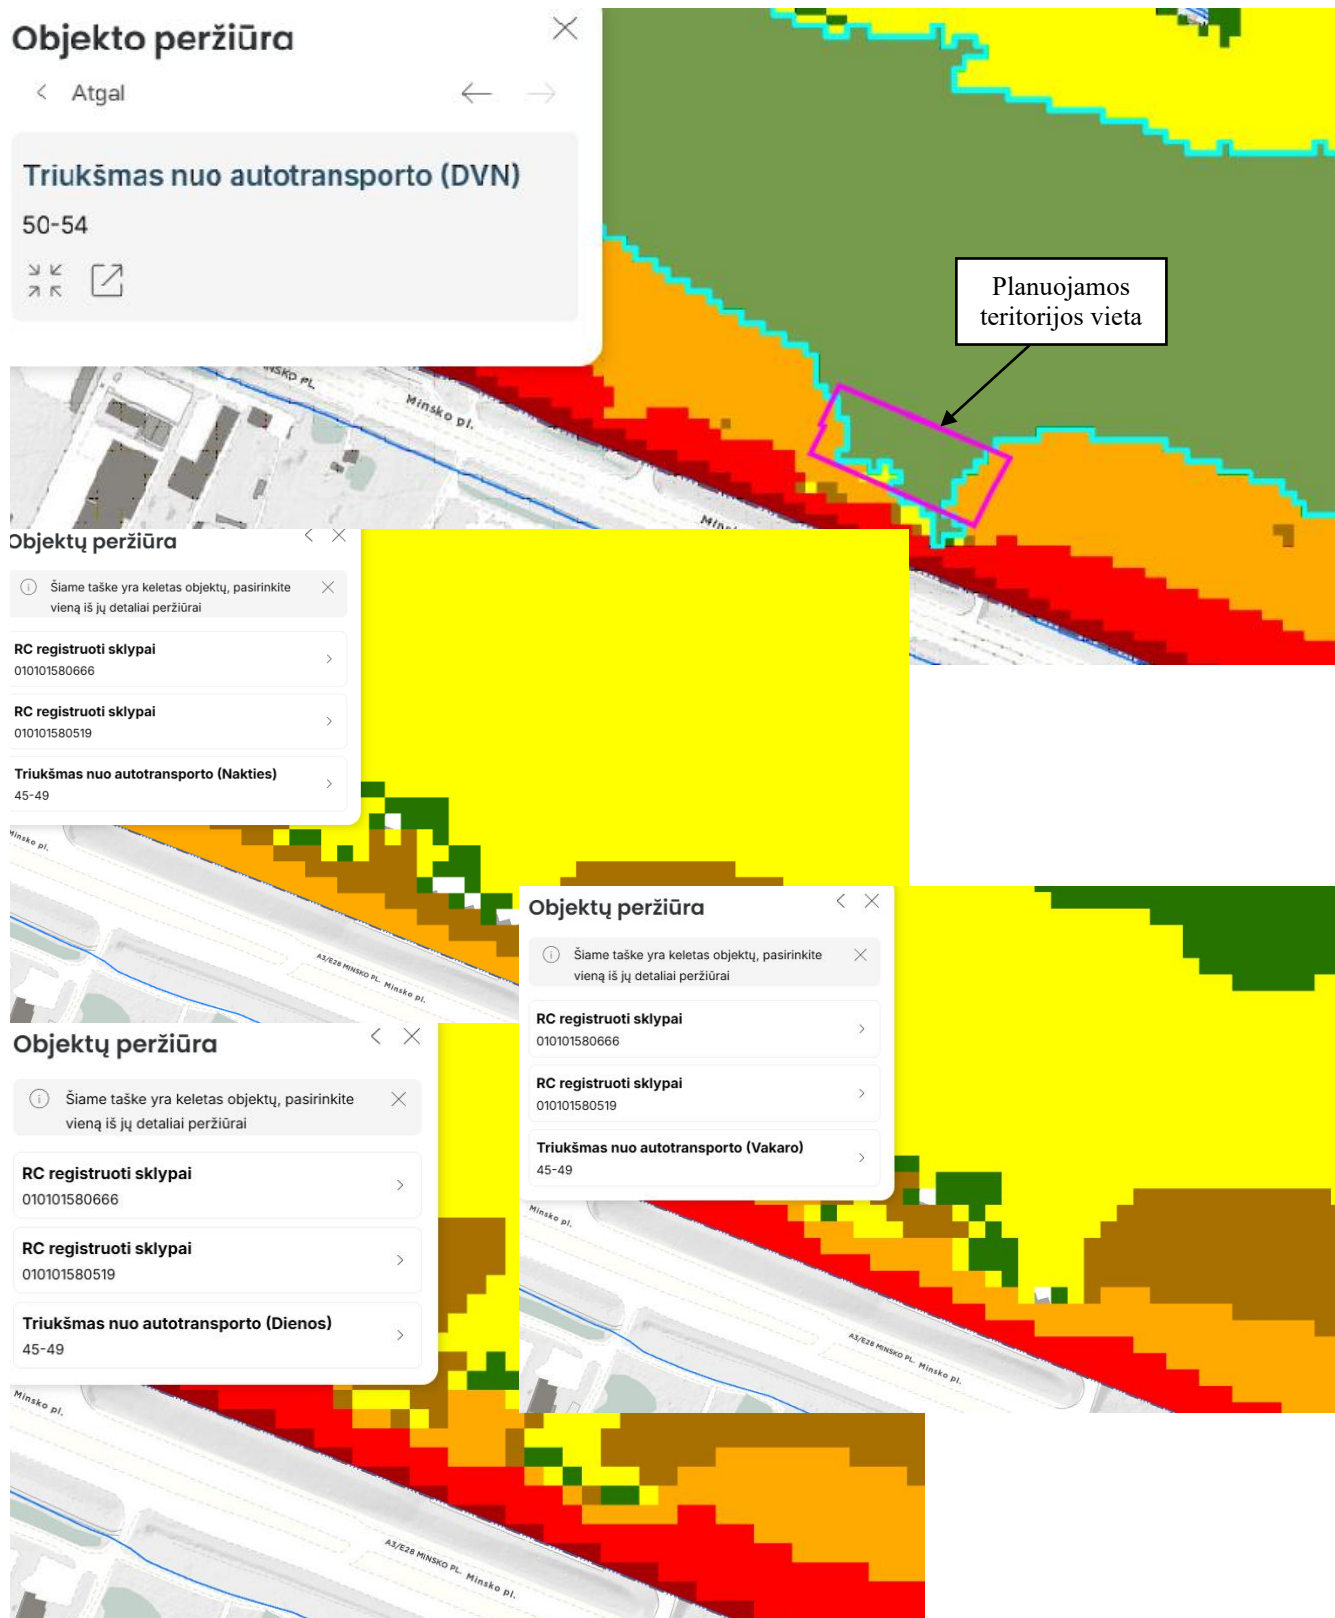 Objekto peržiūra
Atgal
Triukšmas nuo autotransporto (DVN)
50-54
Planuojamos
teritorijos vieta
Minsko pl.
Objektų peržiūra
Šiame taške yra keletas objektų, pasirinkite
vieną iš jų detaliai peržiūrai
RC registruoti sklypai
010101580666
RC registruoti sklypai
010101580519
Triukšmas nuo autotransporto (Nakties)
45-49
Minsko pl.
A3/E28 MINSKO PL. Minsko pl.
Objektų peržiūra
Šiame taške yra keletas objektų, pasirinkite
vieną iš jų detaliai peržiūrai
RC registruoti sklypai
010101580666
RC registruoti sklypai
010101580519
Triukšmas nuo autotransporto (Vakaro)
45-49
Minsko pl.
A3/E28 MINSKO PL. Minsko pl.
Objektų peržiūra
Šiame taške yra keletas objektų, pasirinkite
vieną iš jų detaliai peržiūrai
RC registruoti sklypai
010101580666
RC registruoti sklypai
010101580519
Triukšmas nuo autotransporto (Dienos)
45-49
Minsko pl.
A3/E28 MINSKO PL. Minsko pl.